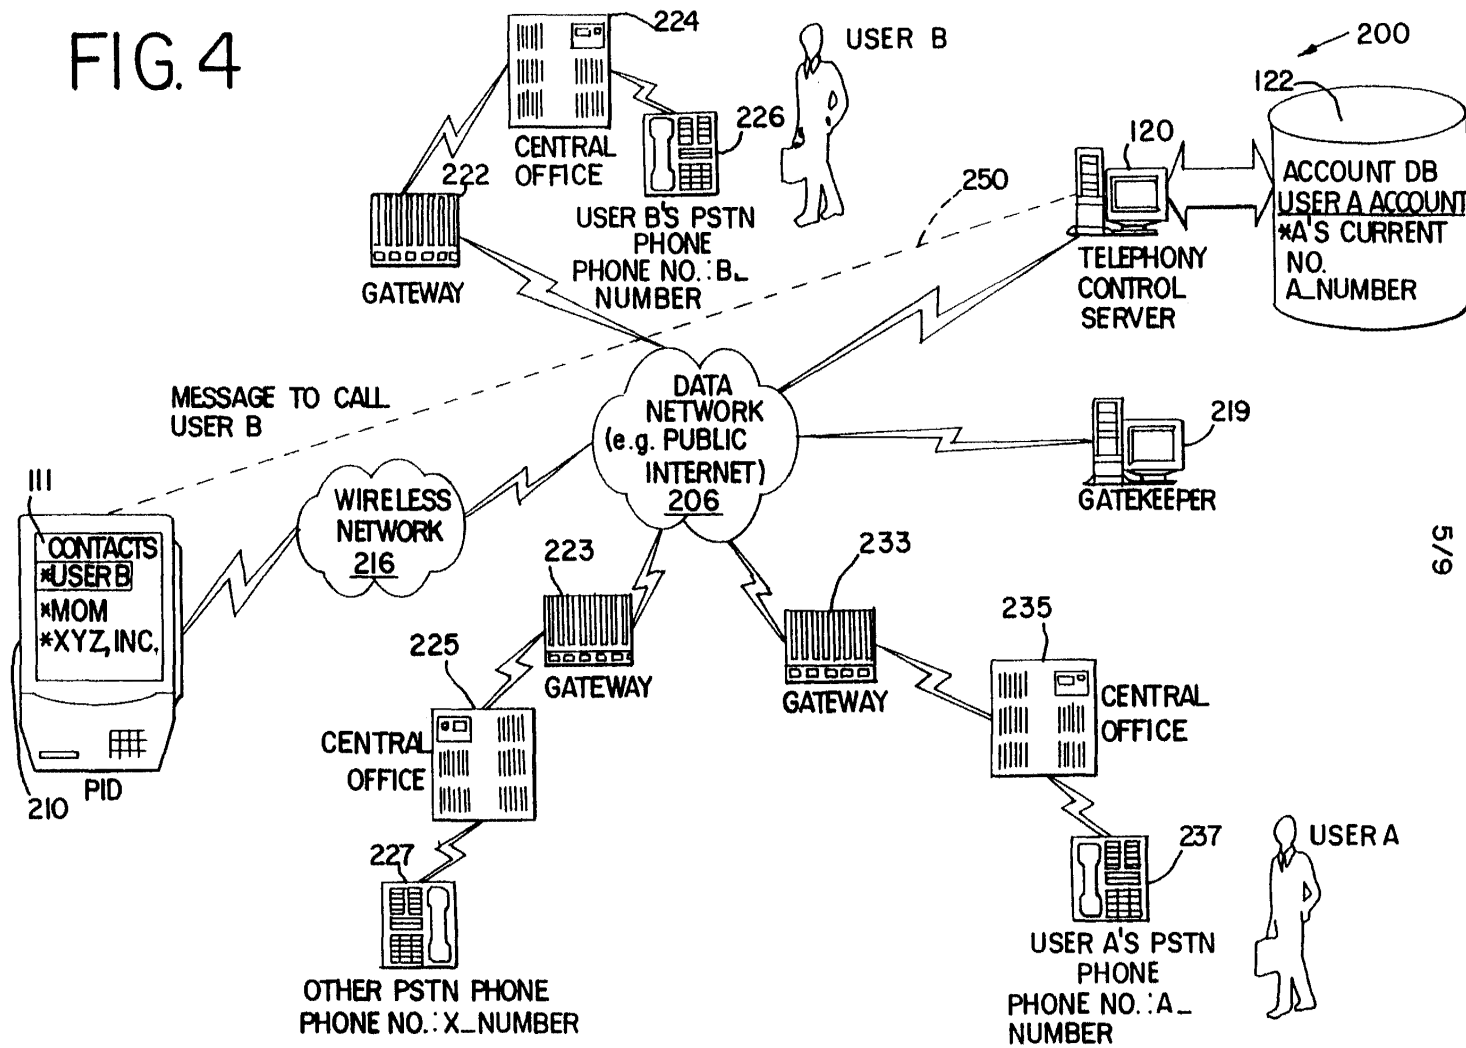 FIG. 4
224
USER B
200
122
CENTRAL
OFFICE
226
222
120
250
ACCOUNT DB
USER A ACCOUNT
*A'S CURRENT
NO.
A_NUMBER
USER B'S PSTN
PHONE
PHONE NO.:B_
NUMBER
GATEWAY
TELEPHONY
CONTROL
SERVER
MESSAGE TO CALL
USER B
DATA
NETWORK
(e.g. PUBLIC
INTERNET)
206
219
GATEKEEPER
111
CONTACTS
*USER B
*MOM
*XYZ, INC.
WIRELESS
NETWORK
216
223
233
5/9
225
GATEWAY
GATEWAY
235
CENTRAL
OFFICE
CENTRAL
OFFICE
PID
210
227
237
USER A
OTHER PSTN PHONE
PHONE NO.:X_NUMBER
USER A'S PSTN
PHONE
PHONE NO.:A_
NUMBER